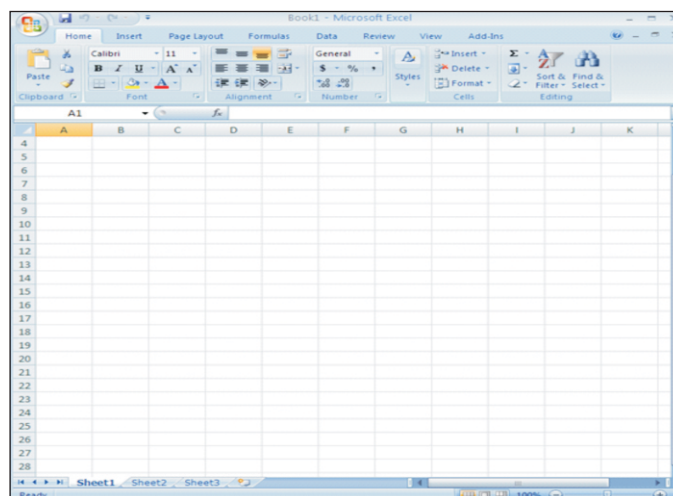 Book1 - Microsoft Excel
Home Insert Page Layout Formulas Data Review View Add-Ins
Calibri 11 General Insert Σ
Paste B I U A A $ % , Styles Delete Sort & Filter Find & Select
A Format
Clipboard Font Alignment Number Cells Editing
A1 fx
A B C D E F G H I J K
4
5
6
7
8
9
10
11
12
13
14
15
16
17
18
19
20
21
22
23
24
25
26
27
28
Sheet1 Sheet2 Sheet3
Ready 100%